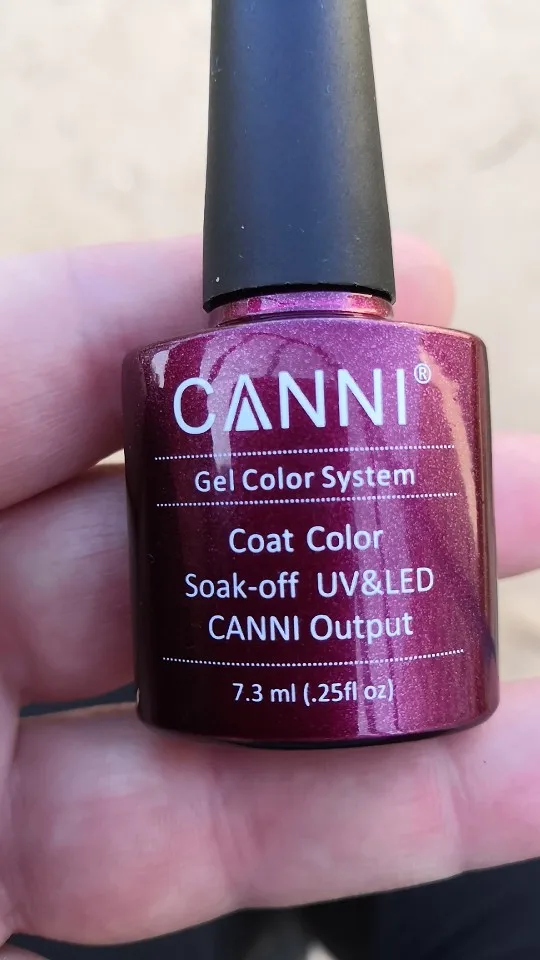 CANNI®
Gel Color System
Coat Color
Soak-off UV&LED
CANNI Output
7.3 ml (.25fl oz)